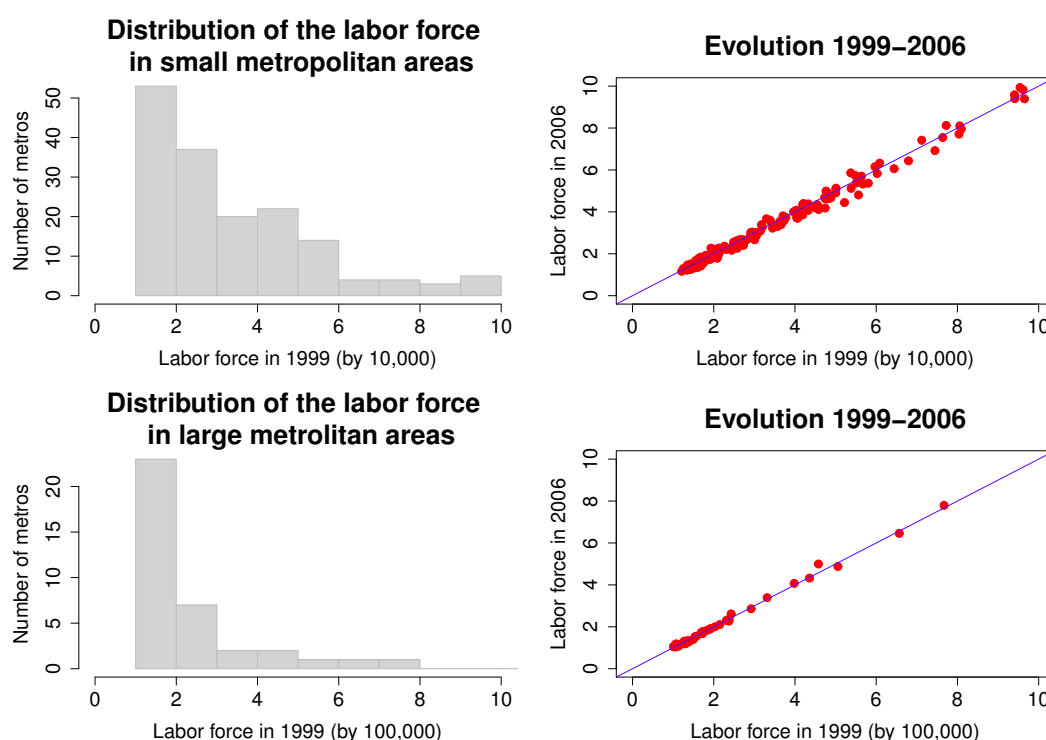 Distribution of the labor force
in small metropolitan areas
Number of metros
0 10 20 30 40 50
0 2 4 6 8 10
Labor force in 1999 (by 10,000)
Evolution 1999−2006
Labor force in 2006
0 2 4 6 8 10
0 2 4 6 8 10
Labor force in 1999 (by 10,000)
Distribution of the labor force
in large metrolitan areas
Number of metros
0 5 10 15 20
0 2 4 6 8 10
Labor force in 1999 (by 100,000)
Evolution 1999−2006
Labor force in 2006
0 2 4 6 8 10
0 2 4 6 8 10
Labor force in 1999 (by 100,000)